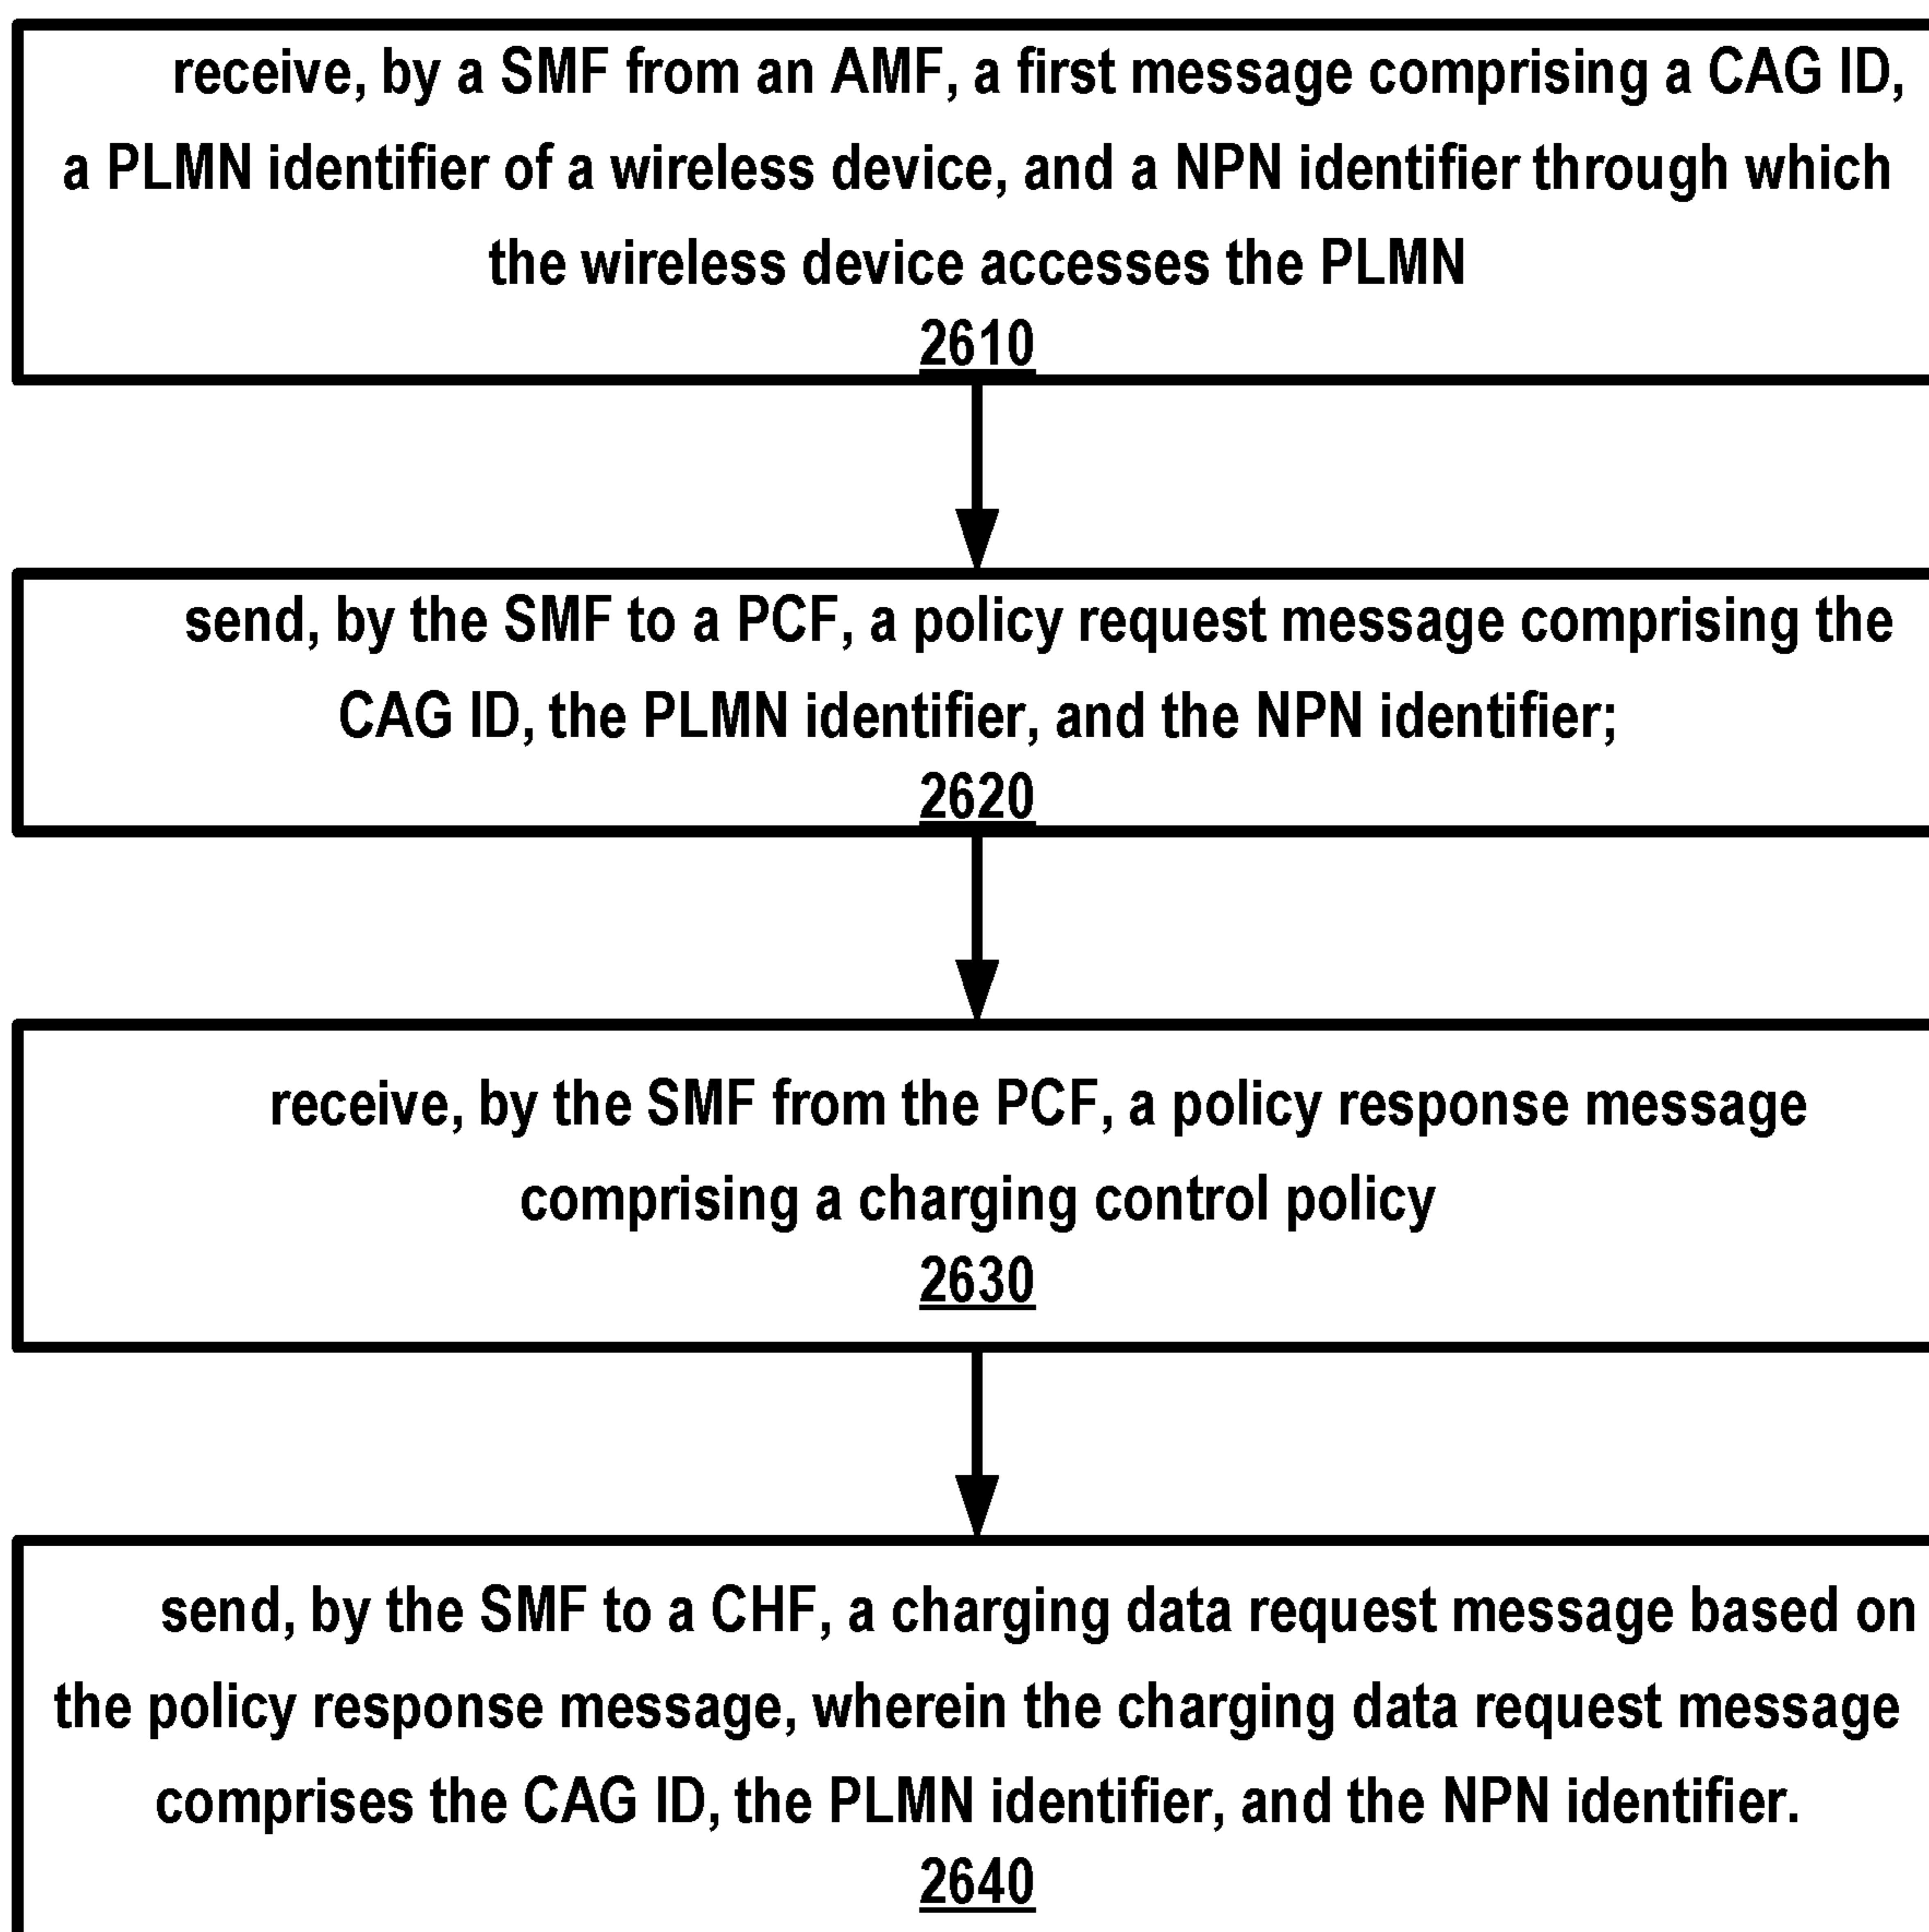 receive, by a SMF from an AMF, a first message comprising a CAG ID,
a PLMN identifier of a wireless device, and a NPN identifier through which
the wireless device accesses the PLMN
2610
send, by the SMF to a PCF, a policy request message comprising the
CAG ID, the PLMN identifier, and the NPN identifier;
2620
receive, by the SMF from the PCF, a policy response message
comprising a charging control policy
2630
send, by the SMF to a CHF, a charging data request message based on
the policy response message, wherein the charging data request message
comprises the CAG ID, the PLMN identifier, and the NPN identifier.
2640